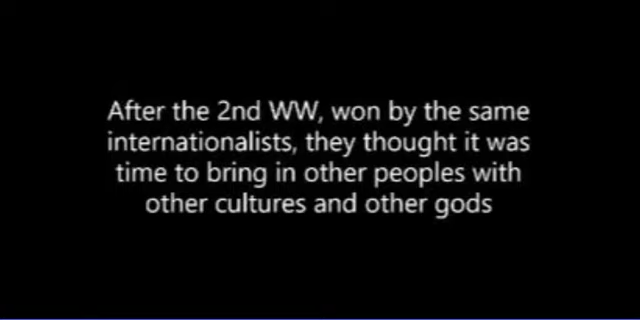 After the 2nd WW, won by the same
internationalists, they thought it was
time to bring in other peoples with
other cultures and other gods